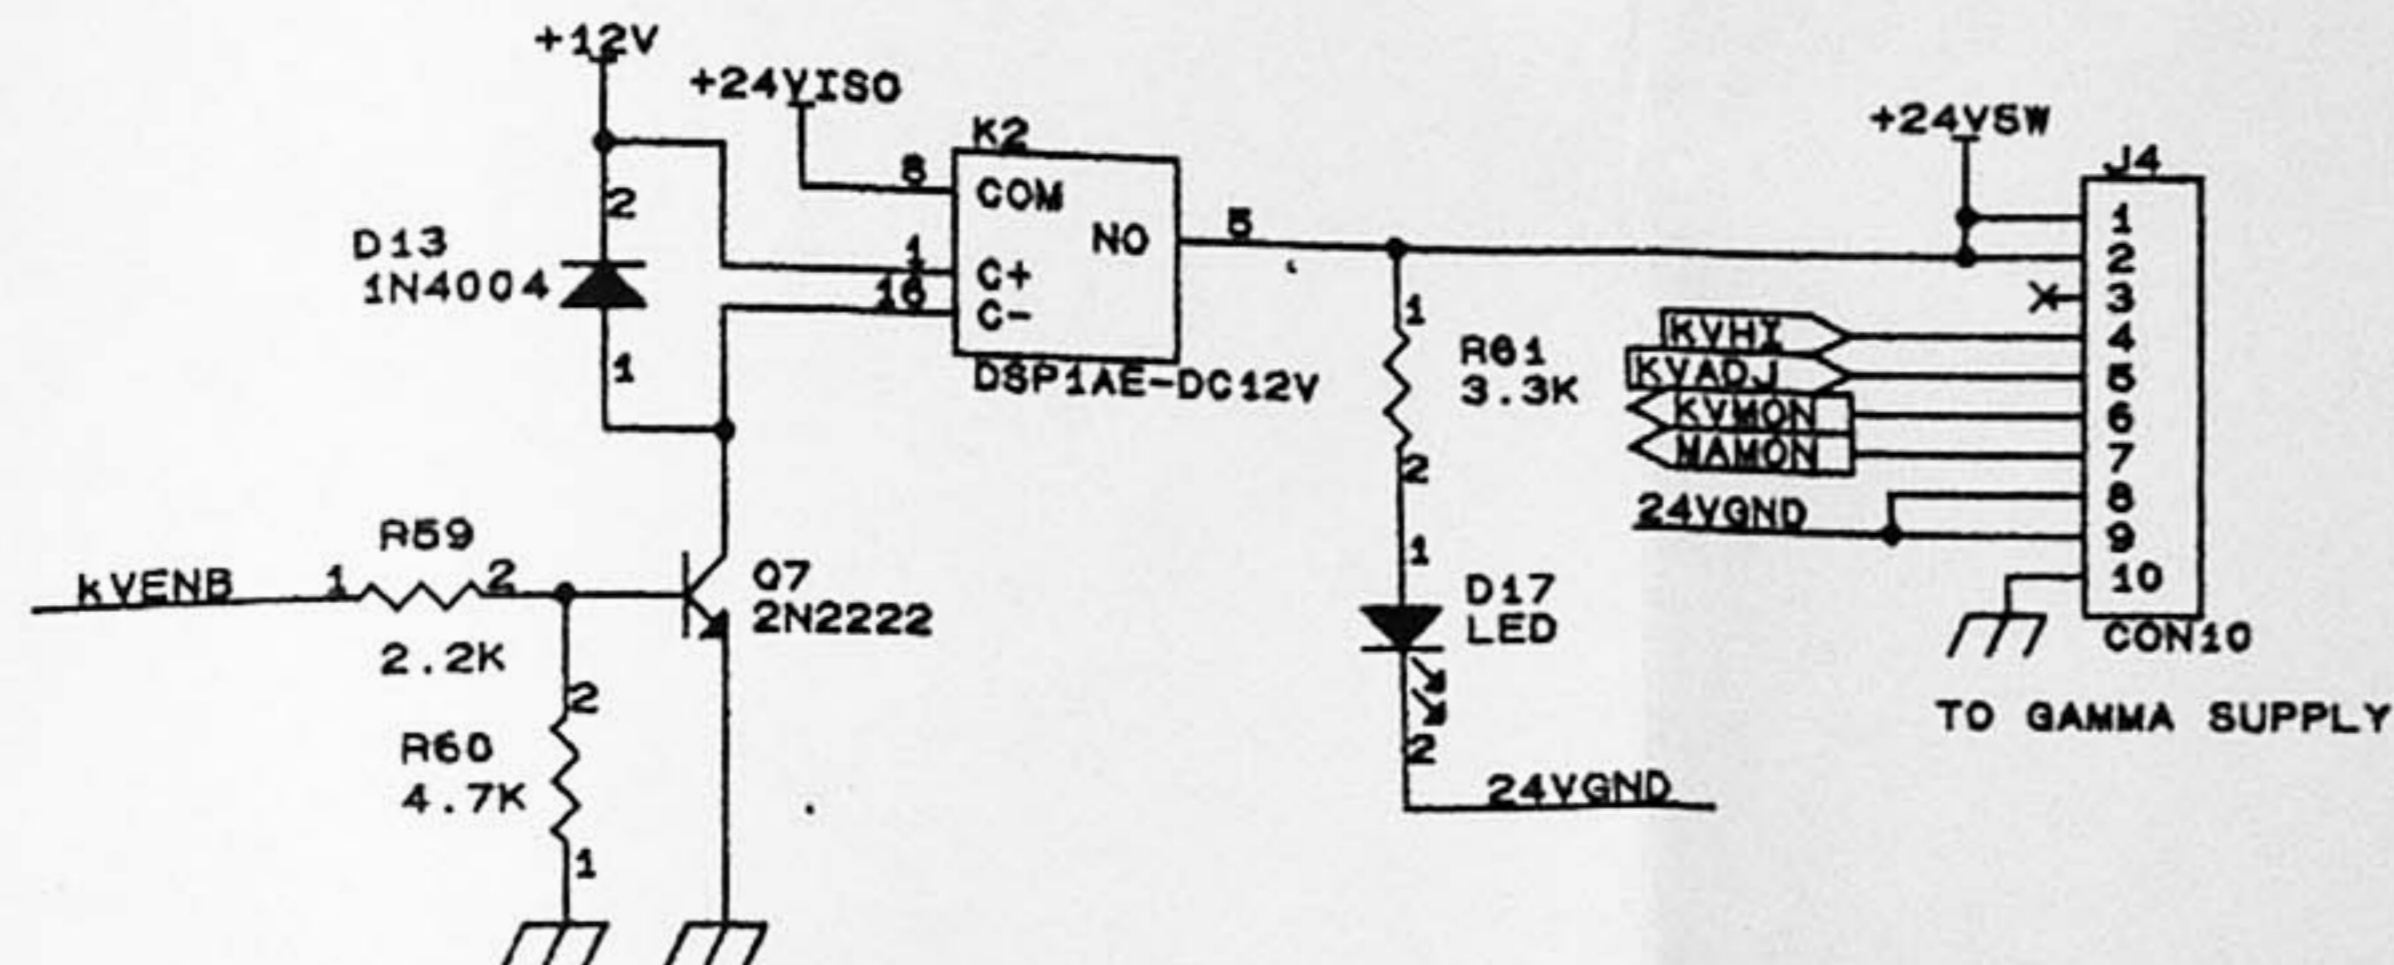 +12V
+24VISO
K2
8
COM
NO
5
1
C+
16
C-
DSP1AE-DC12V
2
D13
1N4004
1
R59
kVENB
1
2
2.2K
Q7
2N2222
2
R60
4.7K
1
1
R61
3.3K
2
1
D17
LED
2
24VGND
+24VSW
J4
1
2
3
KVHI
4
KVADJ
5
KVMON
6
MAMON
7
24VGND
8
9
10
CON10
TO GAMMA SUPPLY